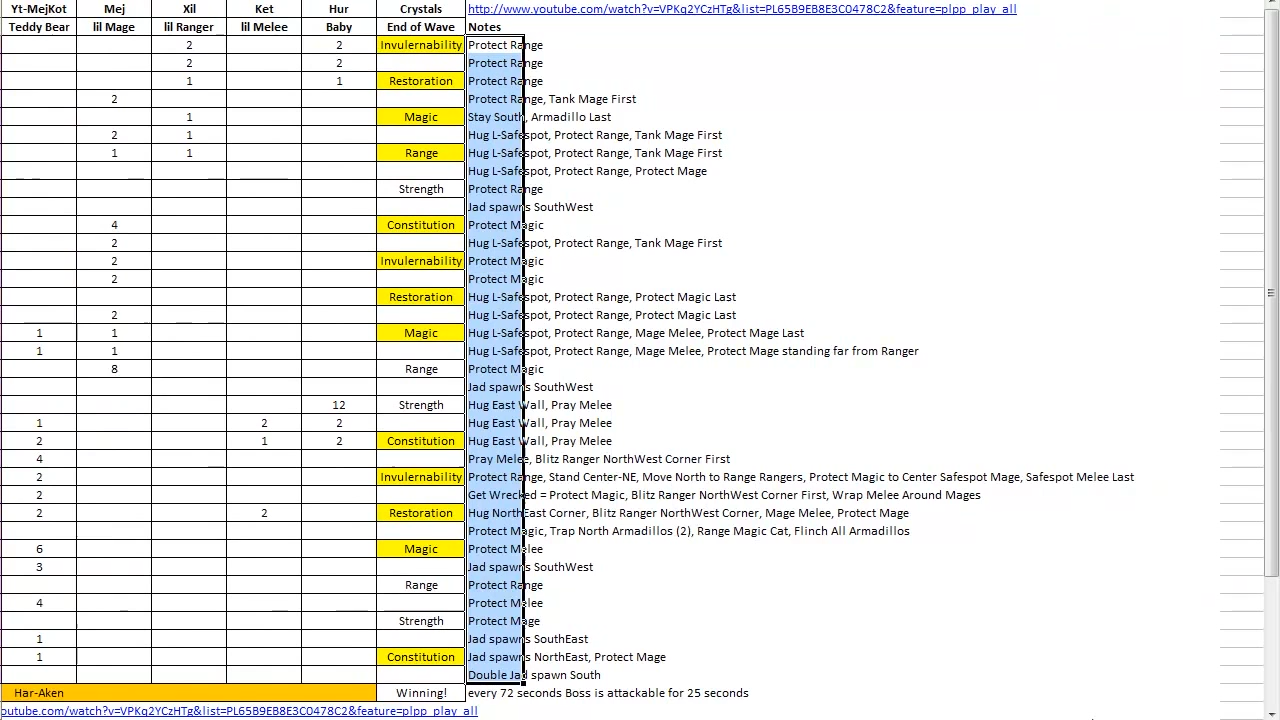 Yt-MejKot Mej Xil Ket Hur Crystals http://www.youtube.com/watch?v=VPKq2YCzHTg&list=PL65B9EB8E3C0478C2&feature=plpp_play_all
Teddy Bear lil Mage lil Ranger lil Melee Baby End of Wave Notes
2 2 Invulernability Protect Range
2 2 Protect Range
1 1 Restoration Protect Range
2 Protect Range, Tank Mage First
1 Magic Stay South, Armadillo Last
2 1 Hug L-Safespot, Protect Range, Tank Mage First
1 1 Range Hug L-Safespot, Protect Range, Tank Mage First
Hug L-Safespot, Protect Range, Protect Mage
Strength Protect Range
Jad spawns SouthWest
4 Constitution Protect Magic
2 Hug L-Safespot, Protect Range, Tank Mage First
2 Invulernability Protect Magic
2 Protect Magic
Restoration Hug L-Safespot, Protect Range, Protect Magic Last
2 Hug L-Safespot, Protect Range, Protect Magic Last
1 1 Magic Hug L-Safespot, Protect Range, Mage Melee, Protect Mage Last
1 1 Hug L-Safespot, Protect Range, Mage Melee, Protect Mage standing far from Ranger
8 Range Protect Magic
Jad spawns SouthWest
12 Strength Hug East Wall, Pray Melee
1 2 2 Hug East Wall, Pray Melee
2 1 2 Constitution Hug East Wall, Pray Melee
4 Pray Melee, Blitz Ranger NorthWest Corner First
2 Invulernability Protect Range, Stand Center-NE, Move North to Range Rangers, Protect Magic to Center Safespot Mage, Safespot Melee Last
2 Get Wrecked = Protect Magic, Blitz Ranger NorthWest Corner First, Wrap Melee Around Mages
2 2 Restoration Hug NorthEast Corner, Blitz Ranger NorthWest Corner, Mage Melee, Protect Mage
Protect Magic, Trap North Armadillos (2), Range Magic Cat, Flinch All Armadillos
6 Magic Protect Melee
3 Jad spawns SouthWest
Range Protect Range
4 Protect Melee
Strength Protect Mage
1 Jad spawns SouthEast
1 Constitution Jad spawns NorthEast, Protect Mage
Double Jad spawn South
Har-Aken Winning! every 72 seconds Boss is attackable for 25 seconds
outube.com/watch?v=VPKq2YCzHTg&list=PL65B9EB8E3C0478C2&feature=plpp_play_all